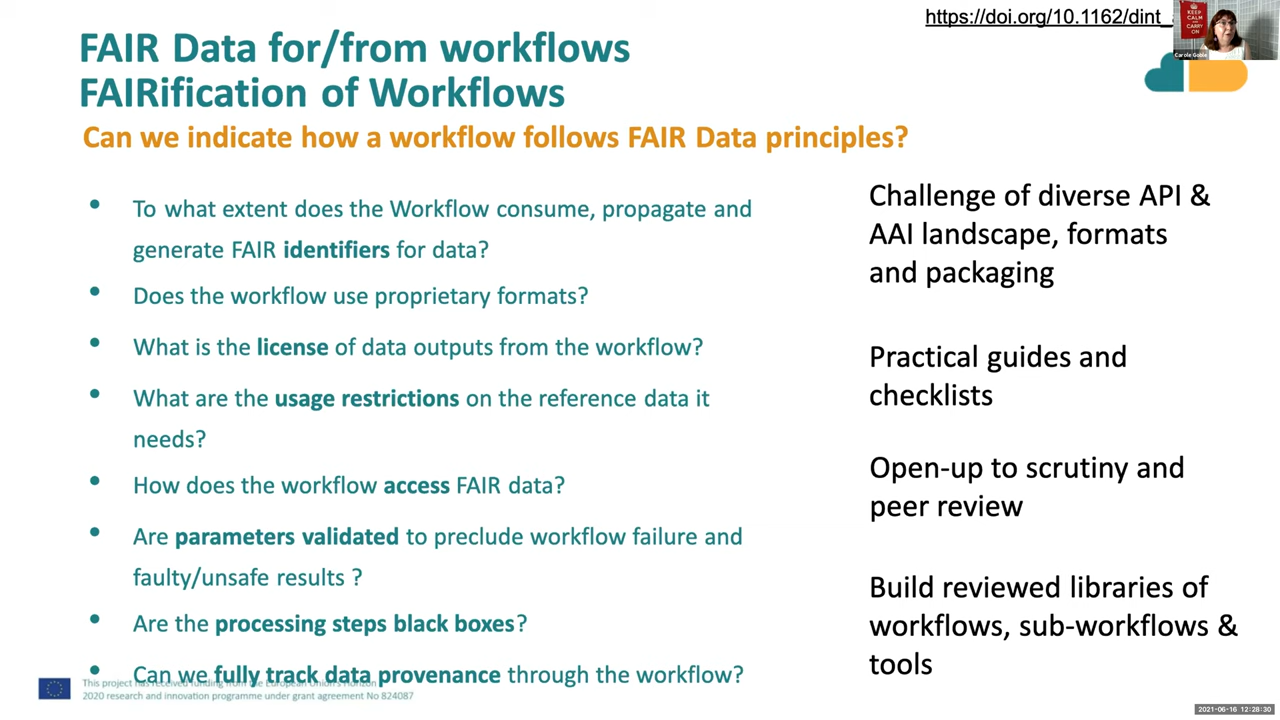 https://doi.org/10.1162/dint_
KEEP
CALM
AND
CARRY
ON
Carole Goble
FAIR Data for/from workflows
FAIRification of Workflows
Can we indicate how a workflow follows FAIR Data principles?
• To what extent does the Workflow consume, propagate and
generate FAIR identifiers for data?
• Does the workflow use proprietary formats?
• What is the license of data outputs from the workflow?
• What are the usage restrictions on the reference data it
needs?
• How does the workflow access FAIR data?
• Are parameters validated to preclude workflow failure and
faulty/unsafe results ?
• Are the processing steps black boxes?
• Can we fully track data provenance through the workflow?
Challenge of diverse API &
AAI landscape, formats
and packaging
Practical guides and
checklists
Open-up to scrutiny and
peer review
Build reviewed libraries of
workflows, sub-workflows &
tools
This project has received funding from the European Union's Horizon
2020 research and innovation programme under grant agreement No 824087
2021-06-16 12:28:30